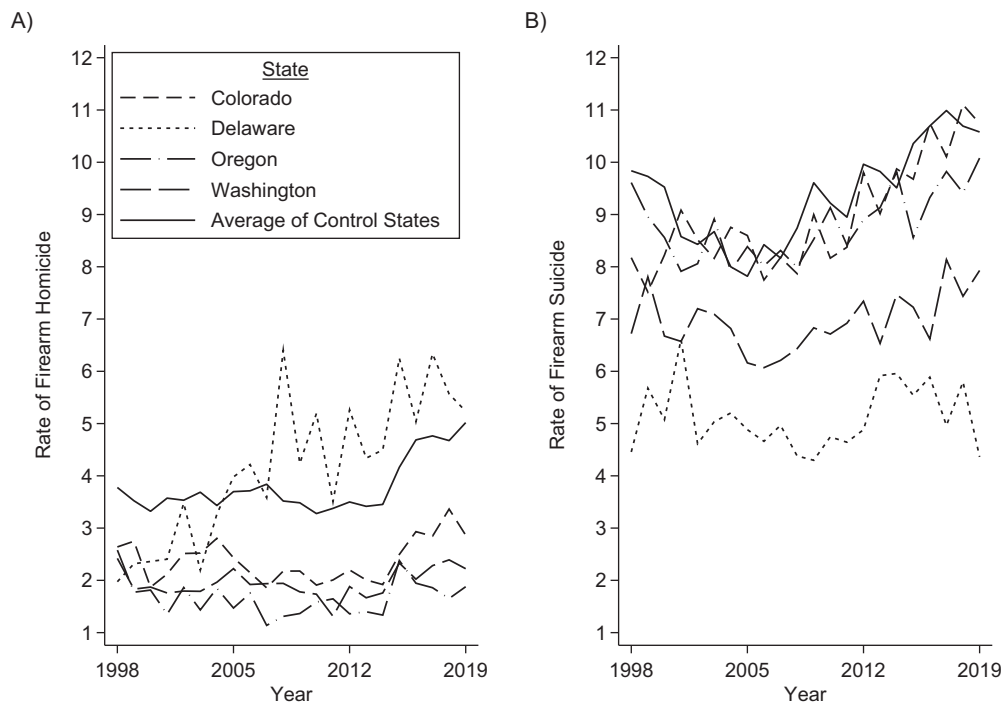 A)
Rate of Firearm Homicide
12
11
10
9
8
7
6
5
4
3
2
1
State
Colorado
Delaware
Oregon
Washington
Average of Control States
1998
2005
2012
2019
Year
B)
Rate of Firearm Suicide
12
11
10
9
8
7
6
5
4
3
2
1
1998
2005
2012
2019
Year